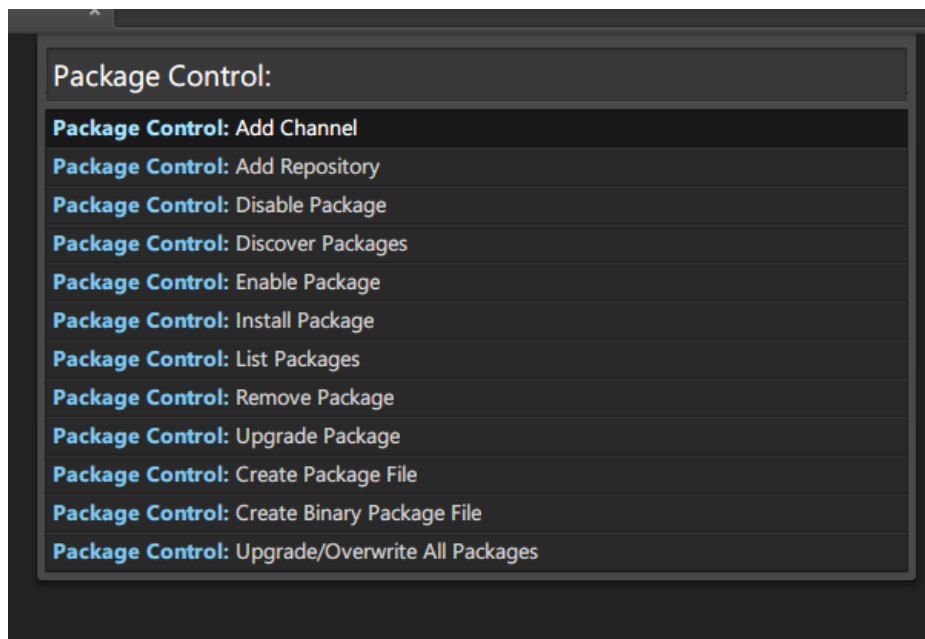 Package Control:
Package Control: Add Channel
Package Control: Add Repository
Package Control: Disable Package
Package Control: Discover Packages
Package Control: Enable Package
Package Control: Install Package
Package Control: List Packages
Package Control: Remove Package
Package Control: Upgrade Package
Package Control: Create Package File
Package Control: Create Binary Package File
Package Control: Upgrade/Overwrite All Packages